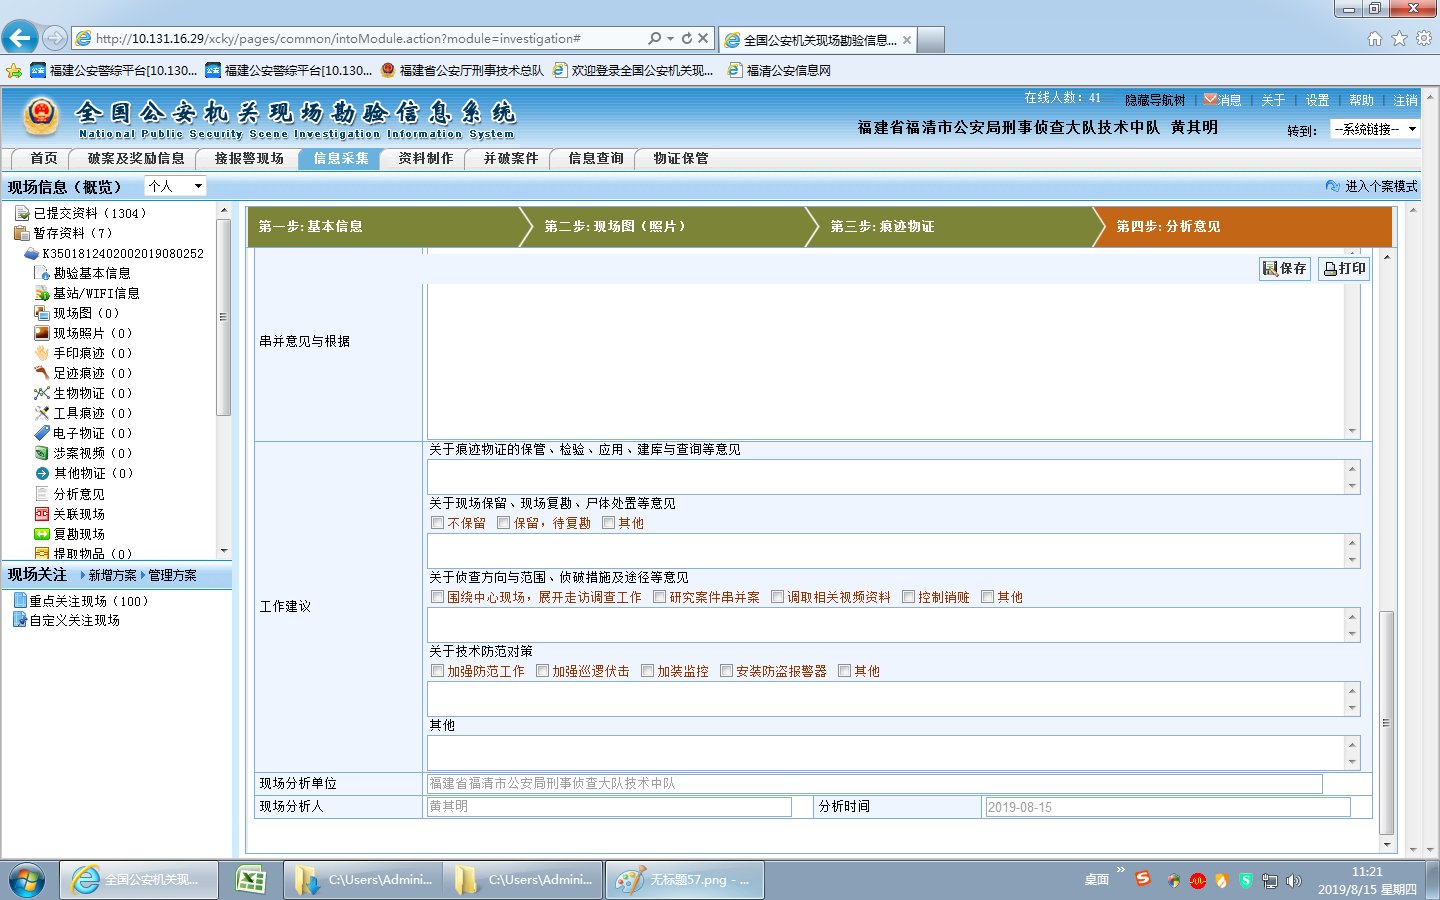 http://10.131.16.29/xcky/pages/common/intoModule.action?module=investigation#
全国公安机关现场勘验信息...
福建公安警综平台[10.130...
福建公安警综平台[10.130...
福建省公安厅刑事技术总队
欢迎登录全国公安机关现...
福清公安信息网
全国公安机关现场勘验信息系统
National Public Security Scene Investigation Information System
在线人数：41
隐藏导航树
消息
关于
设置
帮助
注销
福建省福清市公安局刑事侦查大队技术中队 黄其明
转到：
--系统链接--
首页
破案及奖励信息
接报警现场
信息采集
资料制作
并破案件
信息查询
物证保管
现场信息（概览）
个人
进入个案模式
已提交资料（1304）
暂存资料（7）
K3501812402002019080252
勘验基本信息
基站/WIFI信息
现场图（0）
现场照片（0）
手印痕迹（0）
足迹痕迹（0）
生物物证（0）
工具痕迹（0）
电子物证（0）
涉案视频（0）
其他物证（0）
分析意见
关联现场
复勘现场
提取物品（0）
现场关注
新增方案
管理方案
重点关注现场（100）
自定义关注现场
第一步：基本信息
第二步：现场图（照片）
第三步：痕迹物证
第四步：分析意见
保存
打印
串并意见与根据
工作建议
关于痕迹物证的保管、检验、应用、建库与查询等意见
关于现场保留、现场复勘、尸体处置等意见
不保留 保留，待复勘 其他
关于侦查方向与范围、侦破措施及途径等意见
围绕中心现场，展开走访调查工作 研究案件串并案 调取相关视频资料 控制销赃 其他
关于技术防范对策
加强防范工作 加强巡逻伏击 加装监控 安装防盗报警器 其他
其他
现场分析单位
福建省福清市公安局刑事侦查大队技术中队
现场分析人
黄其明
分析时间
2019-08-15
全国公安机关现...
C:\Users\Admini...
C:\Users\Admini...
无标题57.png - ...
桌面
11:21
2019/8/15 星期四